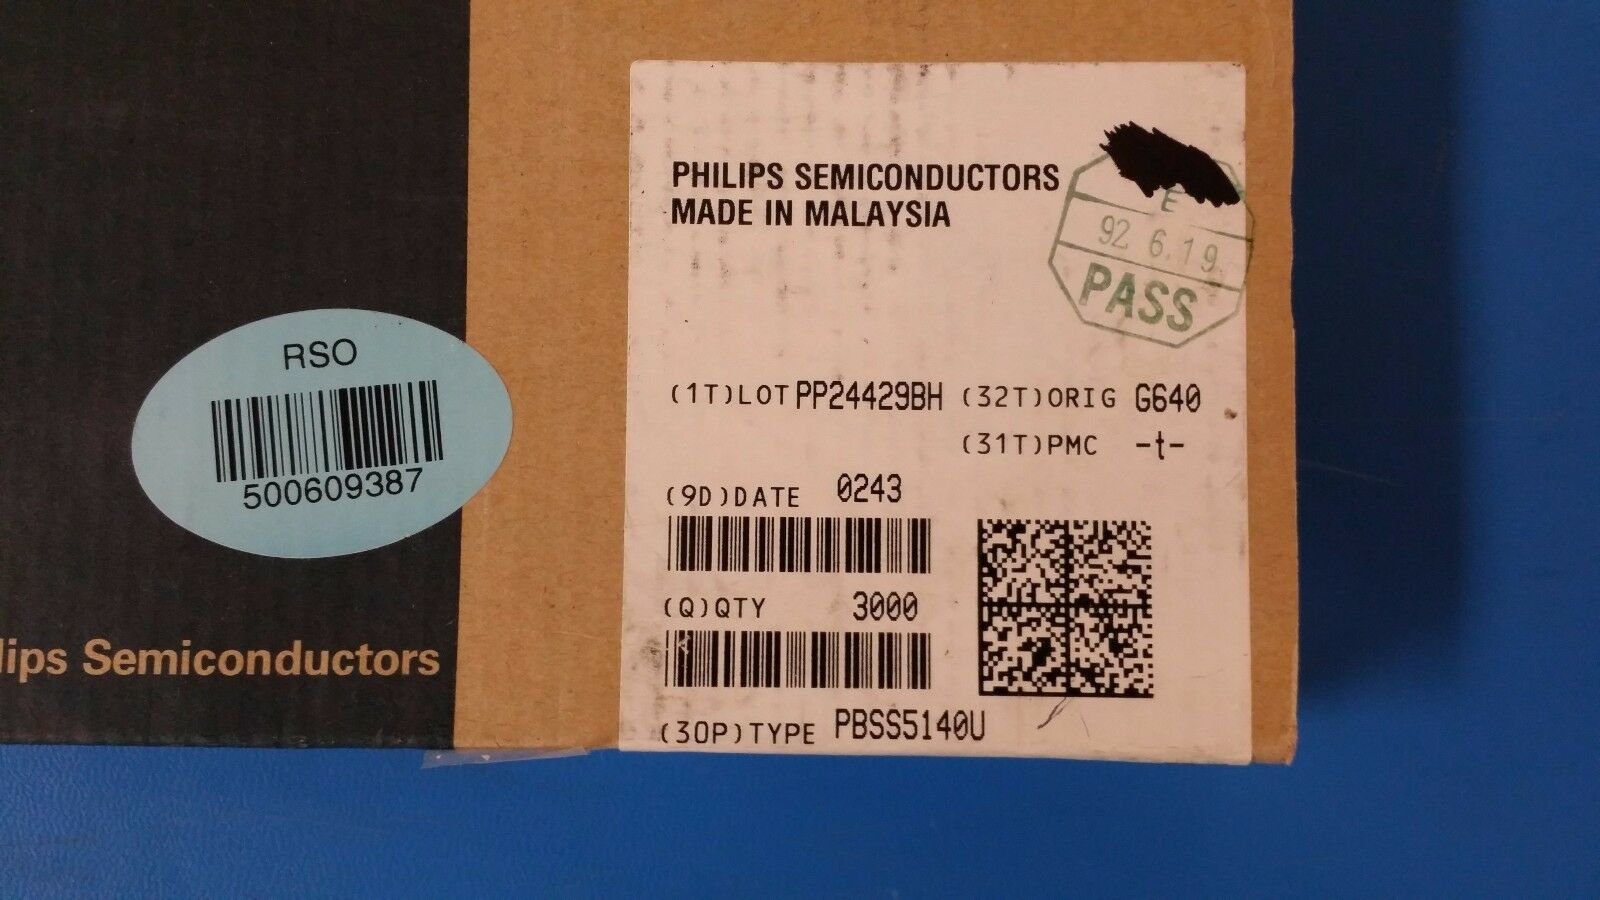 RSO
500609387
lips Semiconductors
PHILIPS SEMICONDUCTORS
MADE IN MALAYSIA
E
92 6.19.
PASS
(1T)LOT PP24429BH (32T)ORIG G640
(31T)PMC -t-
(9D)DATE 0243
(Q)QTY 3000
(30P)TYPE PBSS5140U